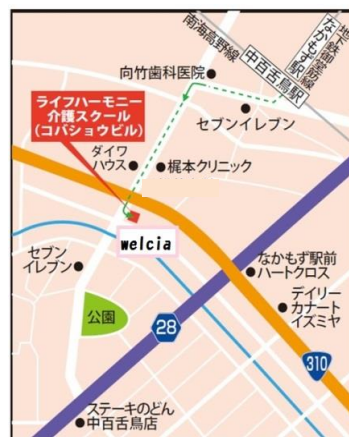 南海高野線
中百舌鳥駅
地下鉄御堂筋線
なかもず駅
向竹歯科医院
セブンイレブン
ライフハーモニー
介護スクール
(コバショウビル)
ダイワ
ハウス
梶本クリニック
welcia
セブン
イレブン
なかもず駅前
ハートクロス
デイリー
カナート
イズミヤ
公園
28
310
ステーキのどん
中百舌鳥店